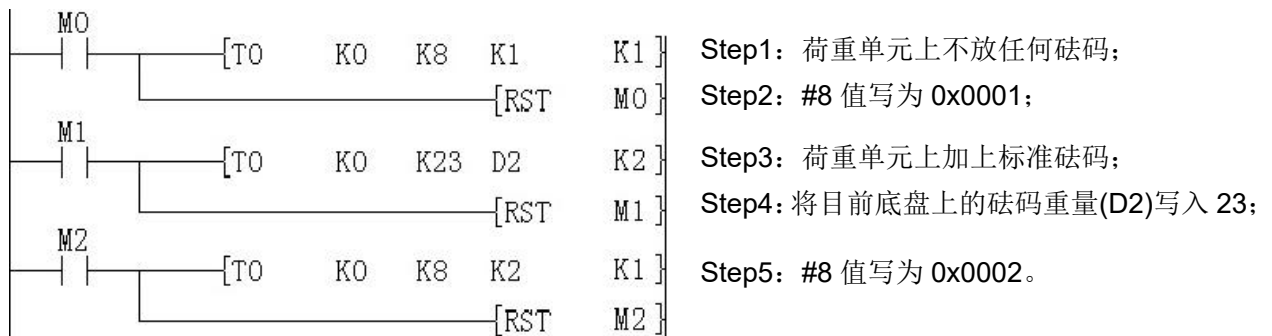 M0
[TO K0 K8 K1 K1] Step1：荷重单元上不放任何砝码；
[RST M0] Step2：#8 值写为 0x0001；
M1
[TO K0 K23 D2 K2] Step3：荷重单元上加上标准砝码；
[RST M1] Step4：将目前底盘上的砝码重量(D2)写入 23；
M2
[TO K0 K8 K2 K1] Step5：#8 值写为 0x0002。
[RST M2]